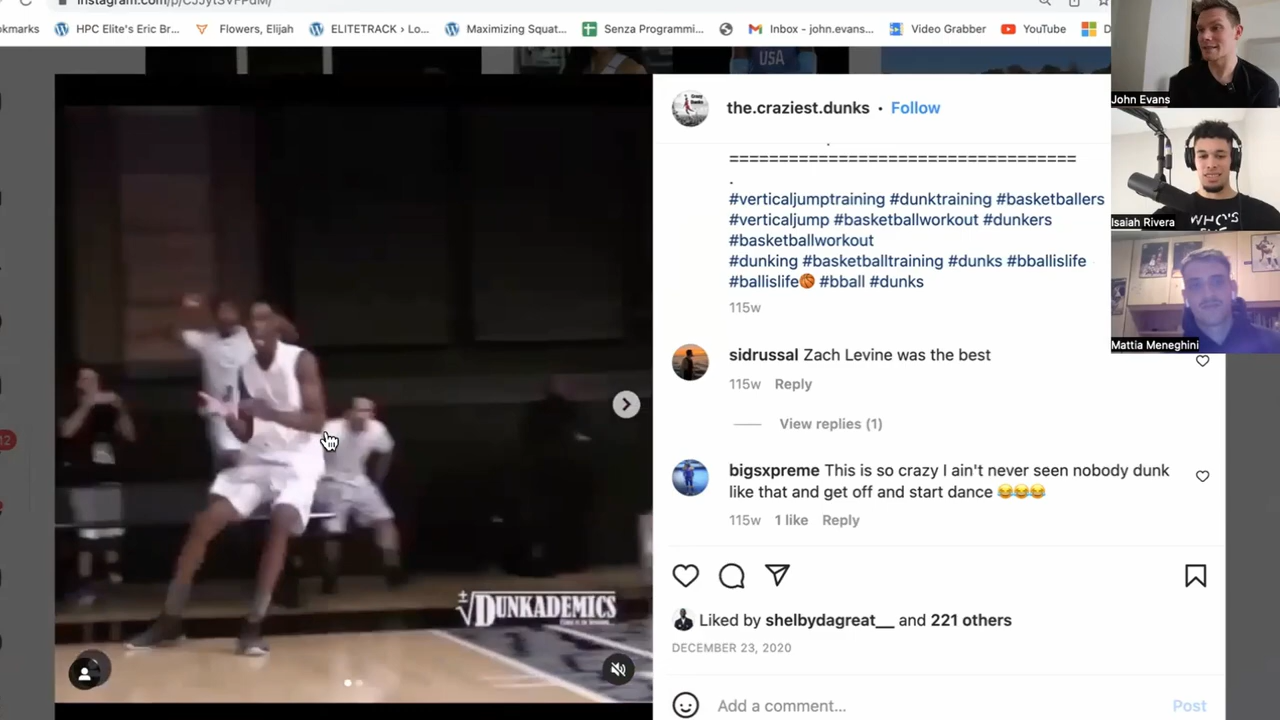 instagram.com/p/CJJytSVFPdM/
okmarks
HPC Elite's Eric Br...
Flowers, Elijah
ELITETRACK › Lo...
Maximizing Squat...
Senza Programmi...
Inbox - john.evans...
Video Grabber
YouTube
USA
the.craziest.dunks • Follow
==================================
.
#verticaljumptraining #dunktraining #basketballers
#verticaljump #basketballworkout #dunkers
#basketballworkout
#dunking #basketballtraining #dunks #bballislife
#ballislife🏀 #bball #dunks
115w
sidrussal Zach Levine was the best
115w Reply
View replies (1)
bigsxpreme This is so crazy I ain't never seen nobody dunk
like that and get off and start dance 😂😂😂
115w 1 like Reply
Liked by shelbydagreat__ and 221 others
DECEMBER 23, 2020
Add a comment...
Post
±√DUNKADEMICS
12
John Evans
WHO'S
Isaiah Rivera
Mattia Meneghini